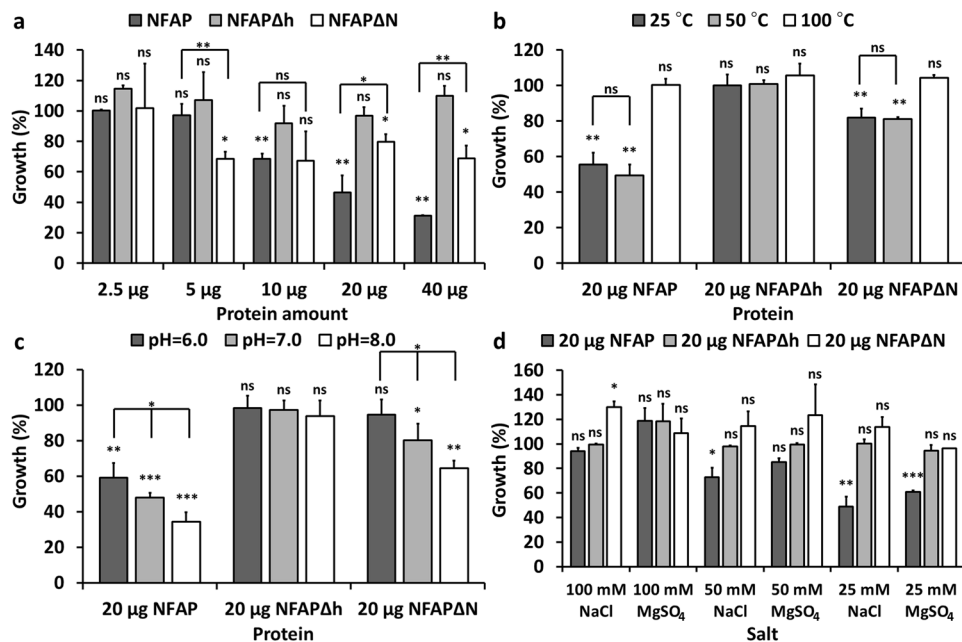 a
NFAP NFAPΔh NFAPΔN
Growth (%)
140
120
100
80
60
40
20
0
ns ns ns
** ns ns *
ns ** ns ns
* ** ns *
** ** ns *
2.5 μg 5 μg 10 μg 20 μg 40 μg
Protein amount
b
25 °C 50 °C 100 °C
Growth (%)
120
100
80
60
40
20
0
ns ** ** ns
ns ns ns
ns ** ** ns
20 μg NFAP 20 μg NFAPΔh 20 μg NFAPΔN
Protein
c
pH=6.0 pH=7.0 pH=8.0
Growth (%)
120
100
80
60
40
20
0
* ** *** ***
ns ns ns
* ns * **
20 μg NFAP 20 μg NFAPΔh 20 μg NFAPΔN
Protein
d
20 μg NFAP 20 μg NFAPΔh 20 μg NFAPΔN
Growth (%)
160
140
120
100
80
60
40
20
0
ns ns *
ns ns ns
* ns ns
ns ns ns
** ns ns
*** ns ns
100 mM 100 mM 50 mM 50 mM 25 mM 25 mM
NaCl MgSO₄ NaCl MgSO₄ NaCl MgSO₄
Salt